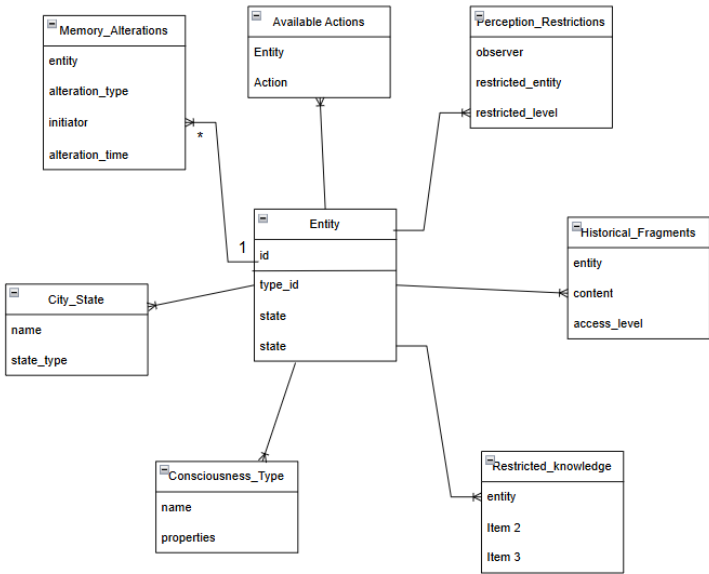 Memory_Alterations
entity
alteration_type
initiator
alteration_time
*
Available Actions
Entity
Action
Perception_Restrictions
observer
restricted_entity
restricted_level
Entity
1
id
type_id
state
state
Historical_Fragments
entity
content
access_level
City_State
name
state_type
Consciousness_Type
name
properties
Restricted_knowledge
entity
Item 2
Item 3